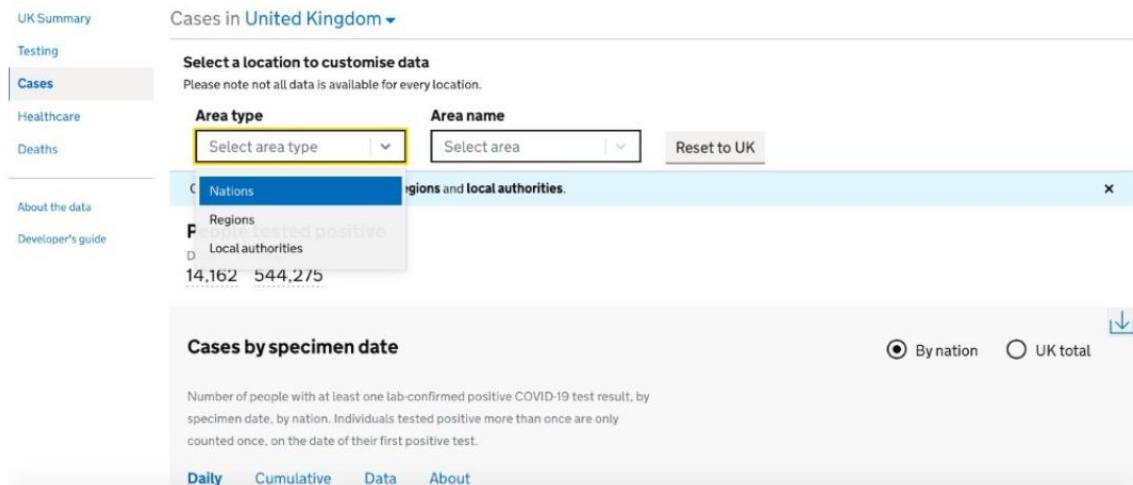 UK Summary
Testing
Cases
Healthcare
Deaths
About the data
Developer's guide
Cases in United Kingdom
Select a location to customise data
Please note not all data is available for every location.
Area type
Area name
Select area type
Select area
Reset to UK
Nations
Regions
Local authorities
regions and local authorities.
People tested positive
14,162 544,275
Cases by specimen date
By nation
UK total
Number of people with at least one lab-confirmed positive COVID-19 test result, by
specimen date, by nation. Individuals tested positive more than once are only
counted once, on the date of their first positive test.
Daily Cumulative Data About